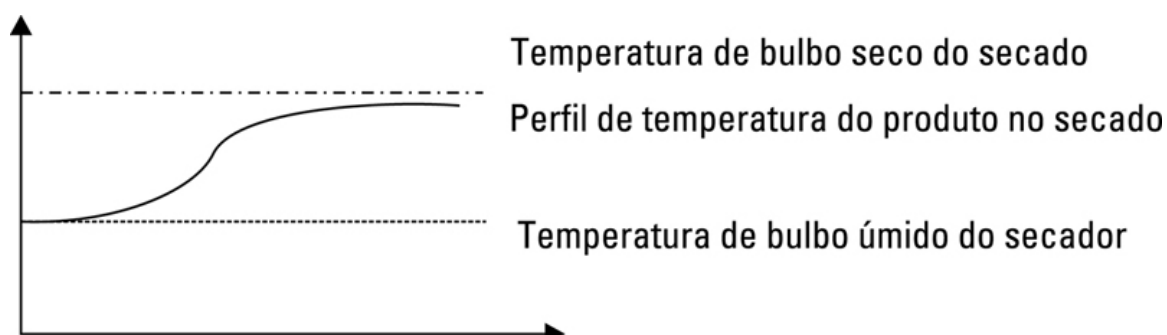 Temperatura de bulbo seco do secado
Perfil de temperatura do produto no secado
Temperatura de bulbo úmido do secador